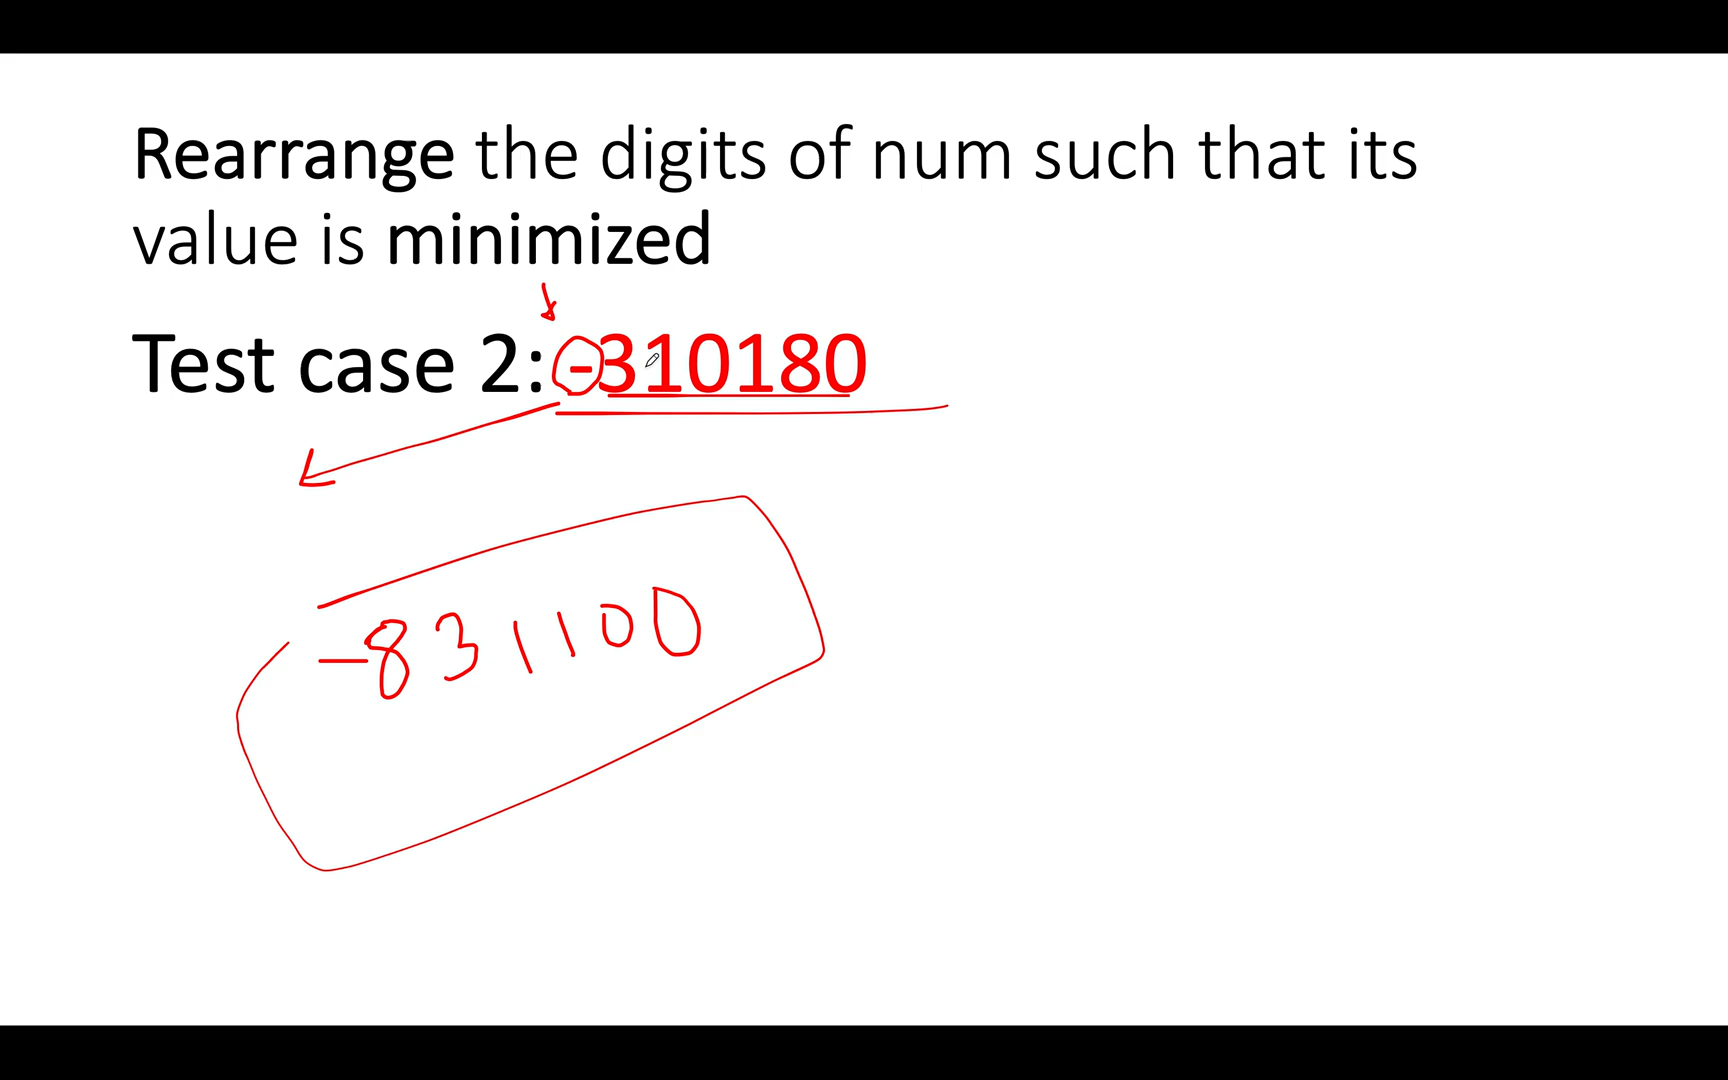 Rearrange the digits of num such that its
value is minimized
Test case 2: -310180
-831100